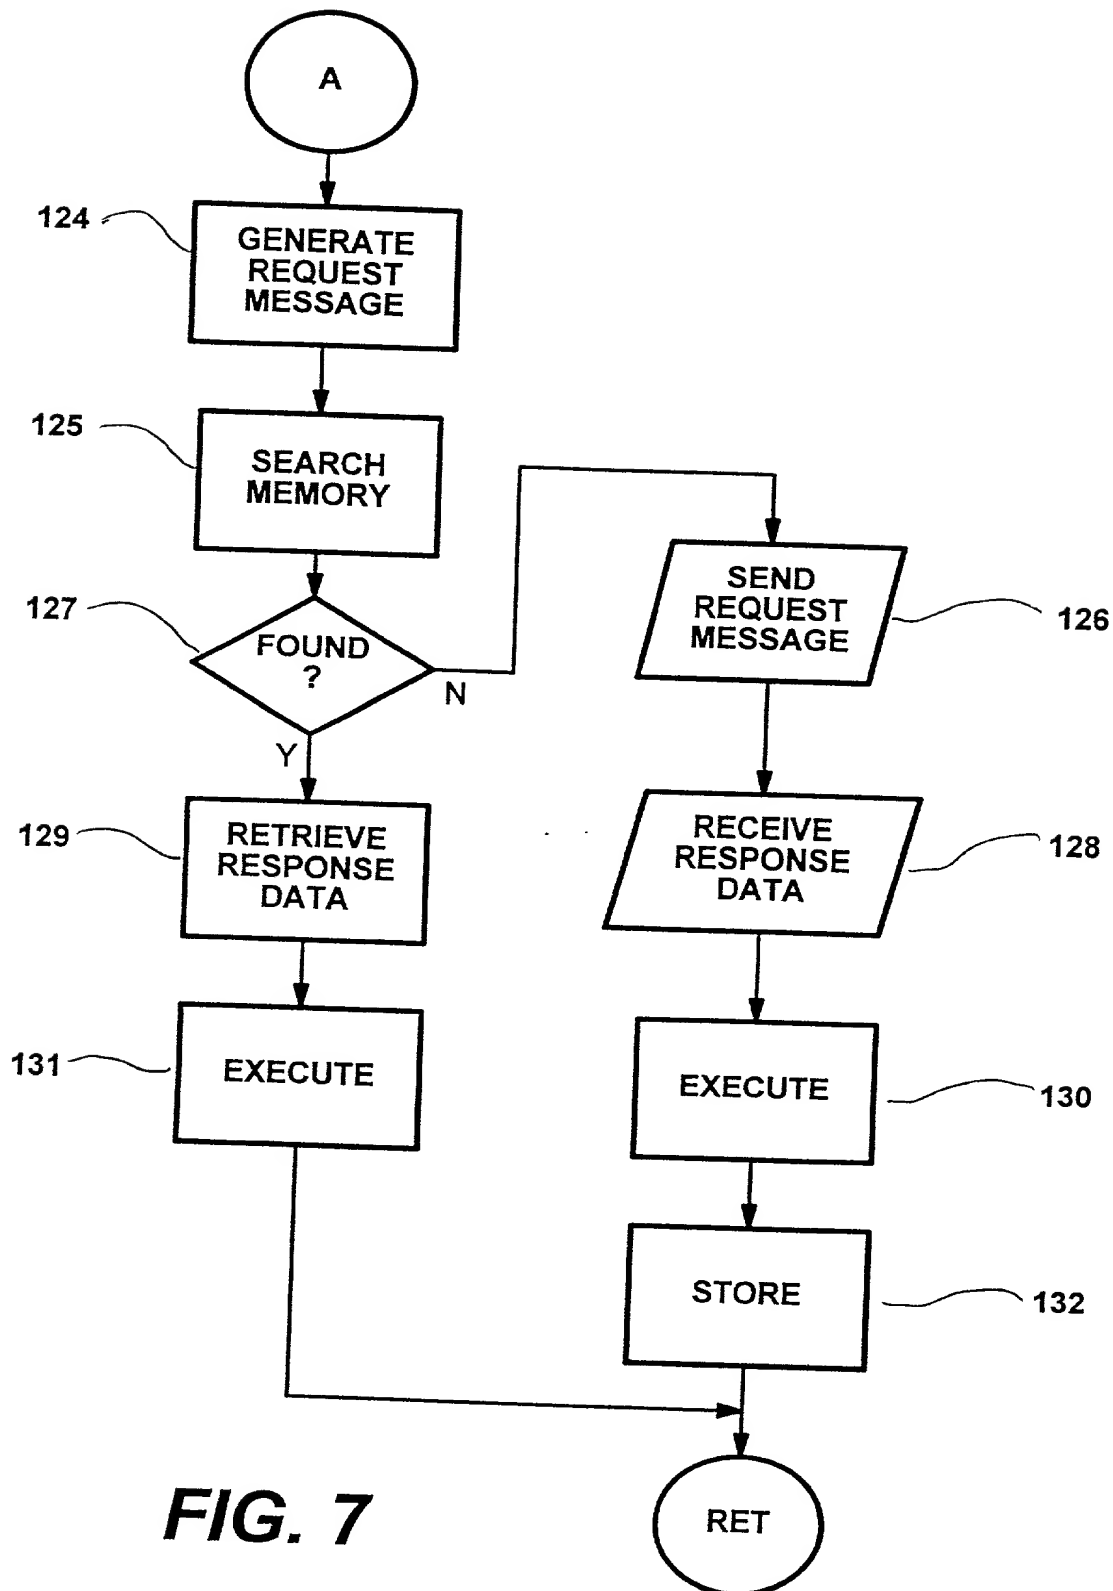 A
124
GENERATE
REQUEST
MESSAGE
125
SEARCH
MEMORY
127
FOUND
?
N
Y
SEND
REQUEST
MESSAGE
126
129
RETRIEVE
RESPONSE
DATA
RECEIVE
RESPONSE
DATA
128
131
EXECUTE
EXECUTE
130
STORE
132
RET
FIG. 7